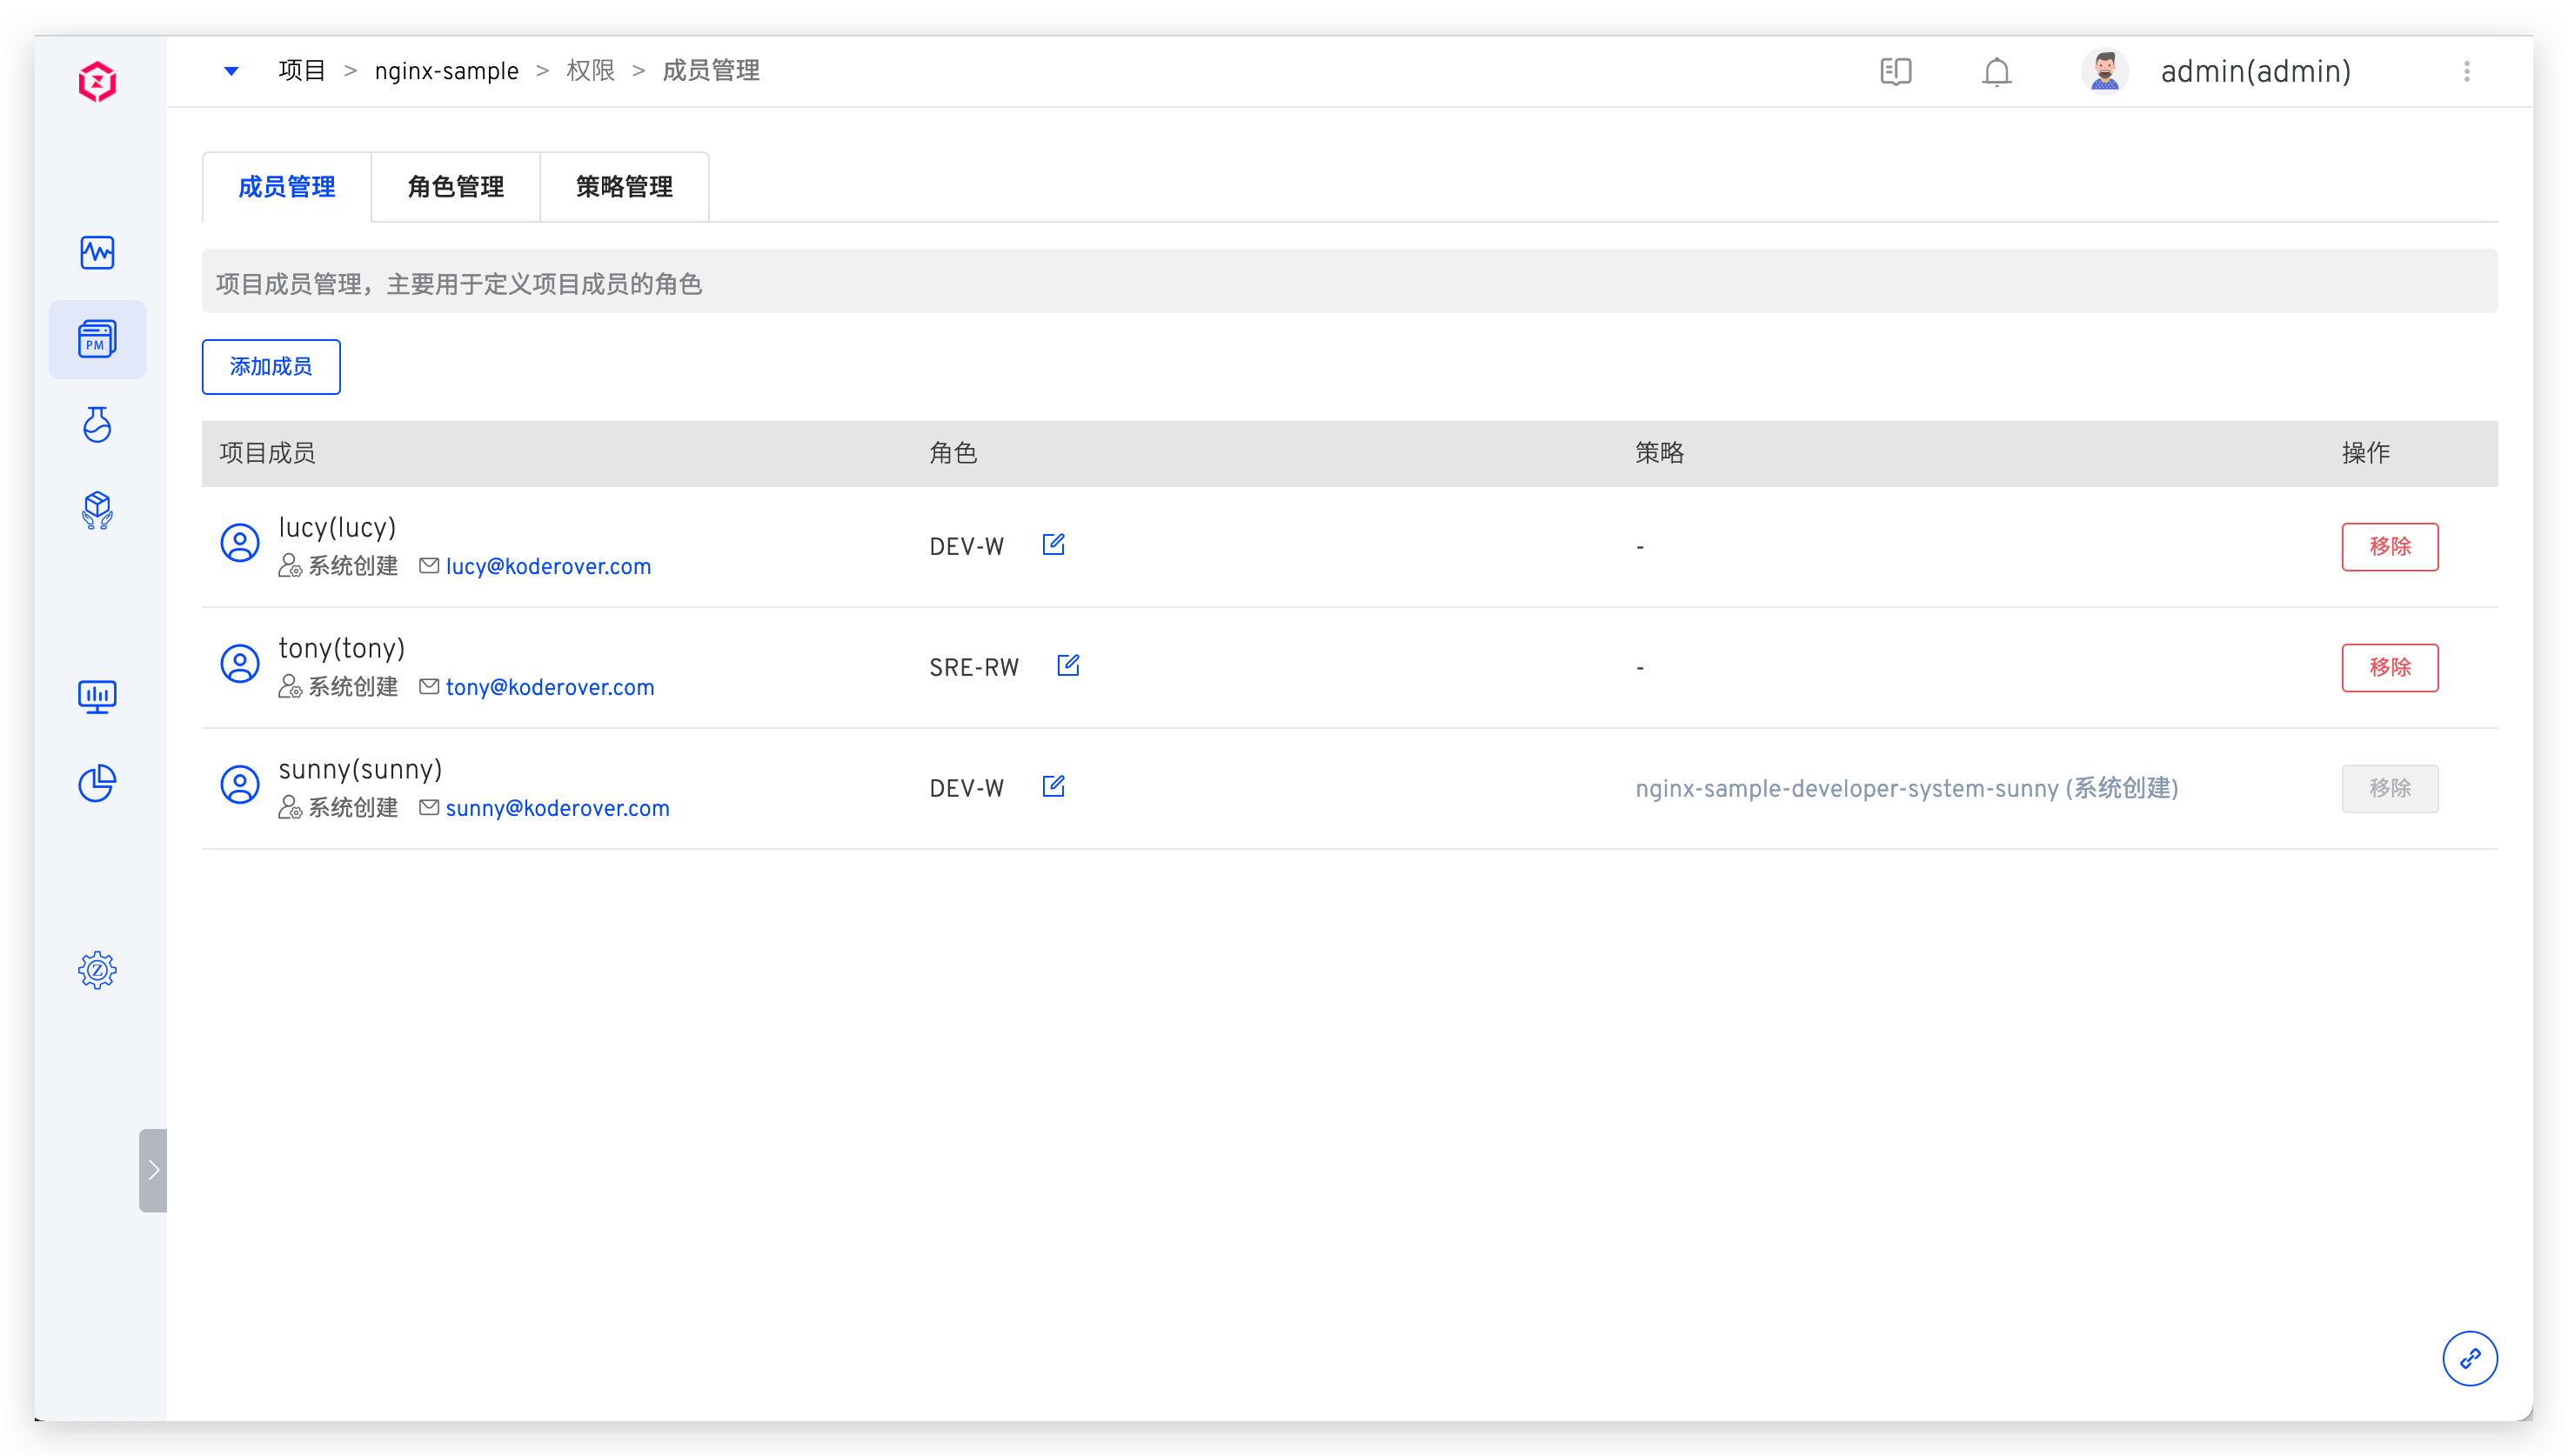 项目 > nginx-sample > 权限 > 成员管理
admin(admin)
成员管理 角色管理 策略管理
PM
项目成员管理，主要用于定义项目成员的角色
添加成员
项目成员 角色 策略 操作
lucy(lucy)
系统创建 lucy@koderover.com
DEV-W - 移除
tony(tony)
系统创建 tony@koderover.com
SRE-RW - 移除
sunny(sunny)
系统创建 sunny@koderover.com
DEV-W nginx-sample-developer-system-sunny (系统创建) 移除
Z